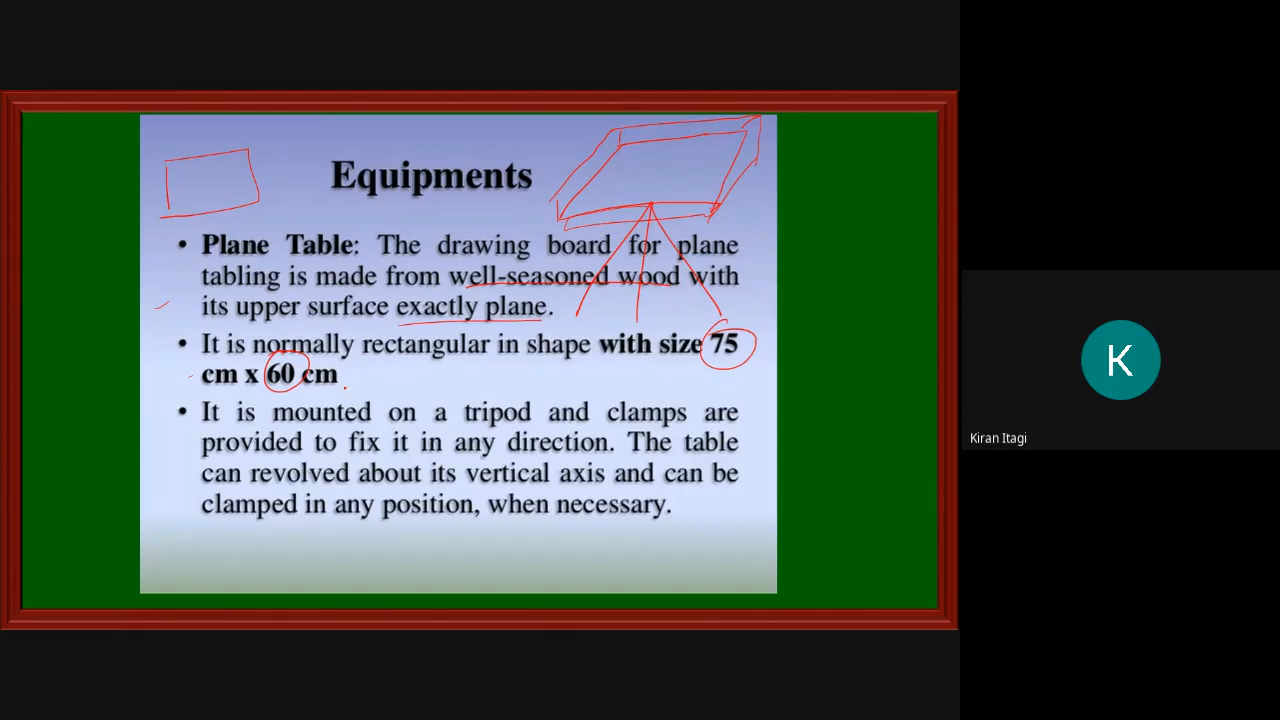 Equipments
• Plane Table: The drawing board for plane
tabling is made from well-seasoned wood with
its upper surface exactly plane.
• It is normally rectangular in shape with size 75
cm x 60 cm
• It is mounted on a tripod and clamps are
provided to fix it in any direction. The table
can revolved about its vertical axis and can be
clamped in any position, when necessary.
K
Kiran Itagi